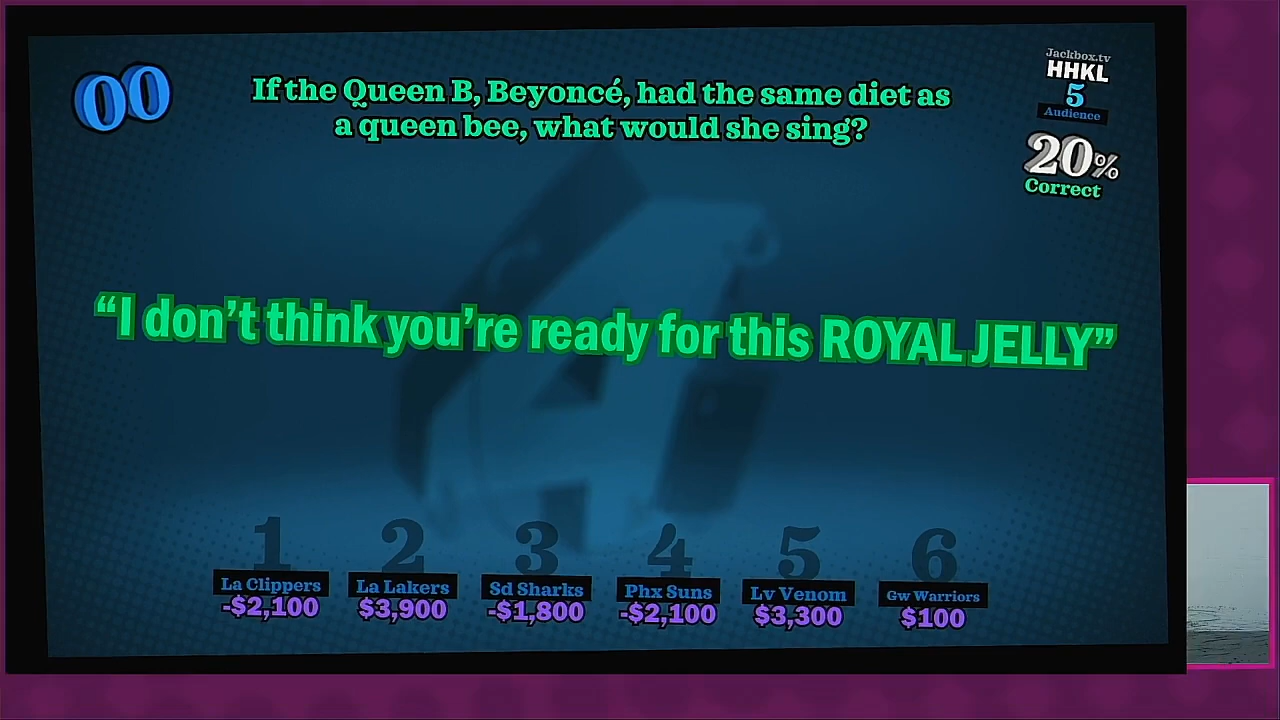 00
If the Queen B, Beyoncé, had the same diet as
a queen bee, what would she sing?
Jackbox.tv
HHKL
5
Audience
20%
Correct
“I don’t think you’re ready for this ROYAL JELLY”
1 2 3 4 5 6
La Clippers La Lakers Sd Sharks Phx Suns Lv Venom Gw Warriors
-$2,100 $3,900 -$1,800 -$2,100 $3,300 $100